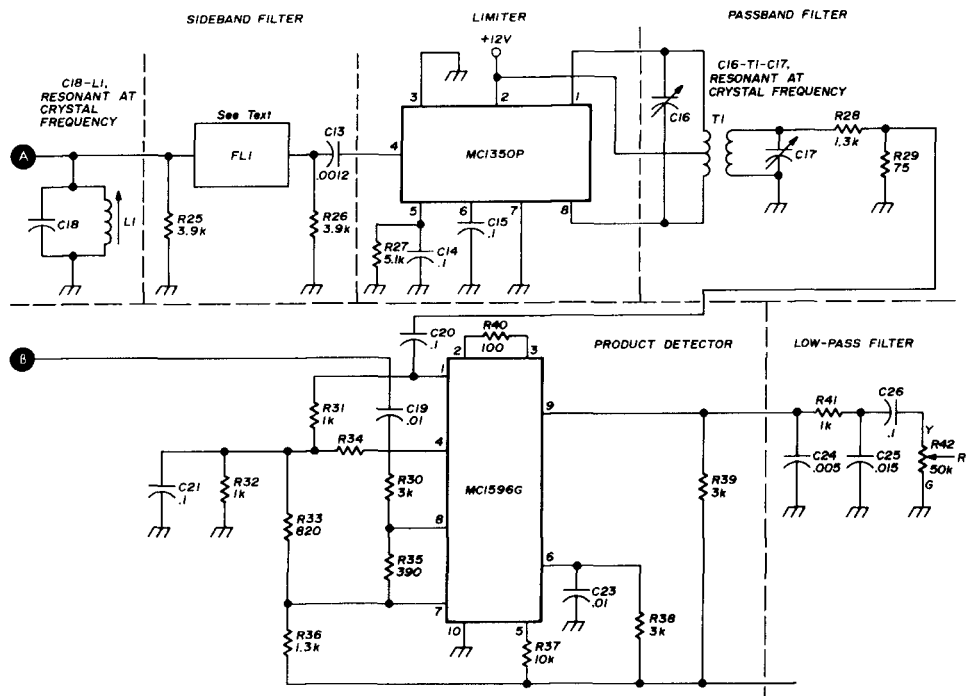 SIDEBAND FILTER
LIMITER
PASSBAND FILTER
+12V
C18-L1,
RESONANT AT
CRYSTAL
FREQUENCY
C16-T1-C17,
RESONANT AT
CRYSTAL FREQUENCY
See Text
FL1
C13
.0012
3
2
1
4
MC1350P
C16
T1
R28
1.3k
A
C17
R29
75
C18
L1
R25
3.9k
R26
3.9k
5
6
7
8
R27
5.1k
C14
.1
C15
.1
C20
.1
R40
100
2
3
PRODUCT DETECTOR
LOW-PASS FILTER
B
1
R31
1k
C19
.01
9
R41
1k
C26
.1
Y
R42
50k
R
G
R34
4
C21
.1
R32
1k
R30
3k
MC1596G
R39
3k
C24
.005
C25
.015
R33
820
8
R35
390
6
C23
.01
7
R38
3k
R36
1.3k
10
5
R37
10k